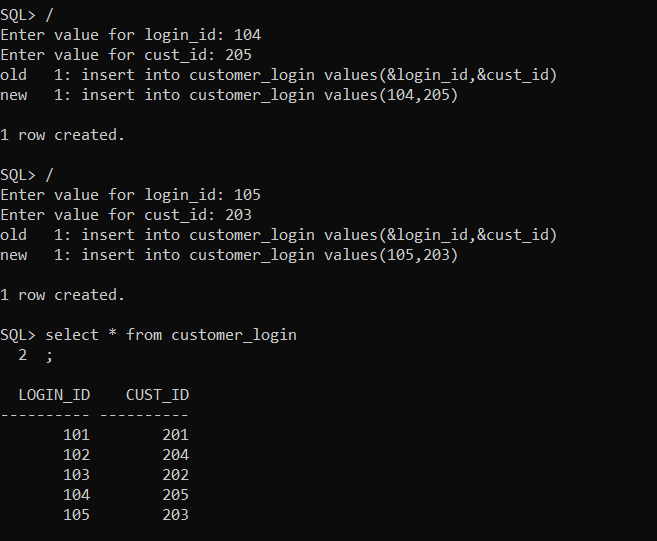 SQL> /
Enter value for login_id: 104
Enter value for cust_id: 205
old   1: insert into customer_login values(&login_id,&cust_id)
new   1: insert into customer_login values(104,205)
1 row created.
SQL> /
Enter value for login_id: 105
Enter value for cust_id: 203
old   1: insert into customer_login values(&login_id,&cust_id)
new   1: insert into customer_login values(105,203)
1 row created.
SQL> select * from customer_login
  2  ;
  LOGIN_ID    CUST_ID
---------- ----------
       101        201
       102        204
       103        202
       104        205
       105        203